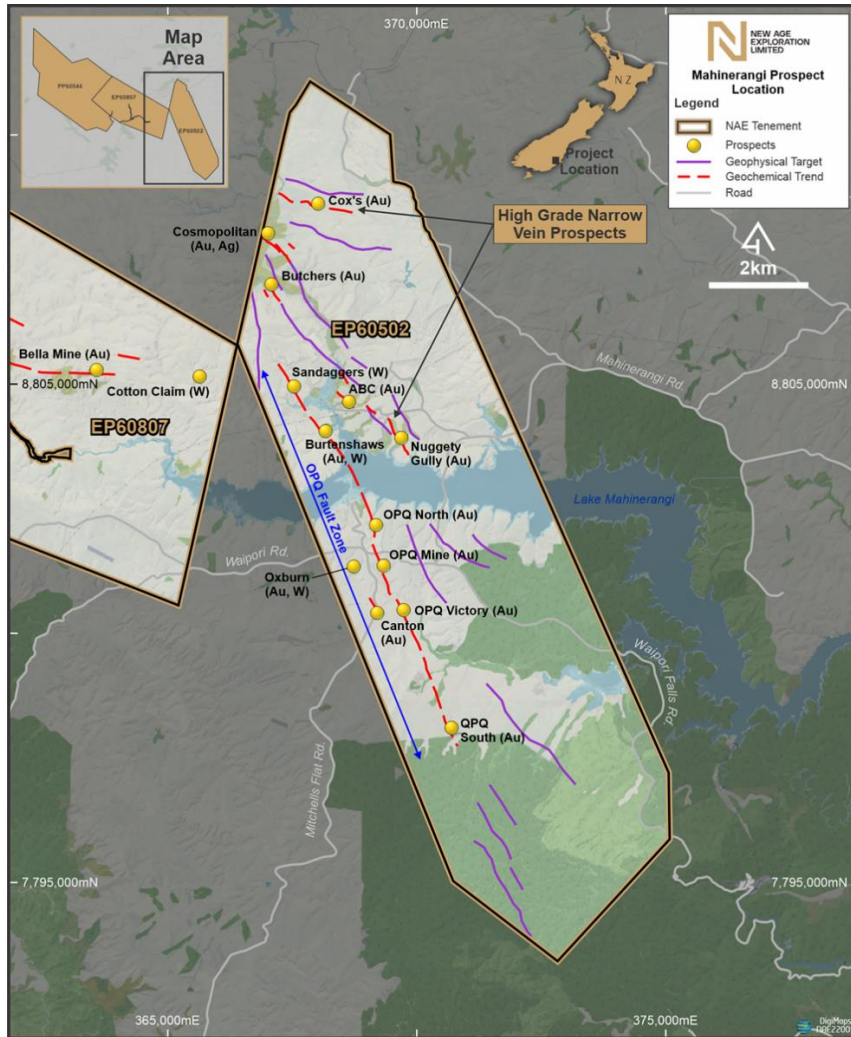 370,000mE
Map
Area
PP60544
EP60807
EP60502
NZ
Project
Location
NEW AGE
EXPLORATION
LIMITED
Mahinerangi Prospect
Location
Legend
NAE Tenement
Prospects
Geophysical Target
Geochemical Trend
Road
2km
Cox's (Au)
High Grade Narrow
Vein Prospects
Cosmopolitan
(Au, Ag)
Butchers (Au)
EP60502
Bella Mine (Au)
8,805,000mN
Cotton Claim (W)
EP60807
Sandaggers (W)
ABC (Au)
Mahinerangi Rd.
8,805,000mN
Burtenshaws
(Au, W)
Nuggety
Gully (Au)
OPQ Fault Zone
Lake Mahinerangi
OPQ North (Au)
Waipori Rd.
OPQ Mine (Au)
Oxburn
(Au, W)
OPQ Victory (Au)
Canton
(Au)
Waipori Falls Rd.
QPQ
South (Au)
Mitchells Flat Rd.
7,795,000mN
7,795,000mN
365,000mE
375,000mE
DigiMaps